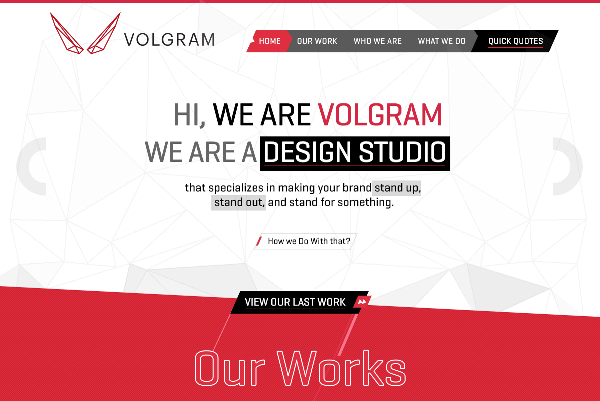 VOLGRAM
HOME OUR WORK WHO WE ARE WHAT WE DO QUICK QUOTES
HI, WE ARE VOLGRAM
WE ARE A DESIGN STUDIO
that specializes in making your brand stand up,
stand out, and stand for something.
How we Do With that?
VIEW OUR LAST WORK
Our Works